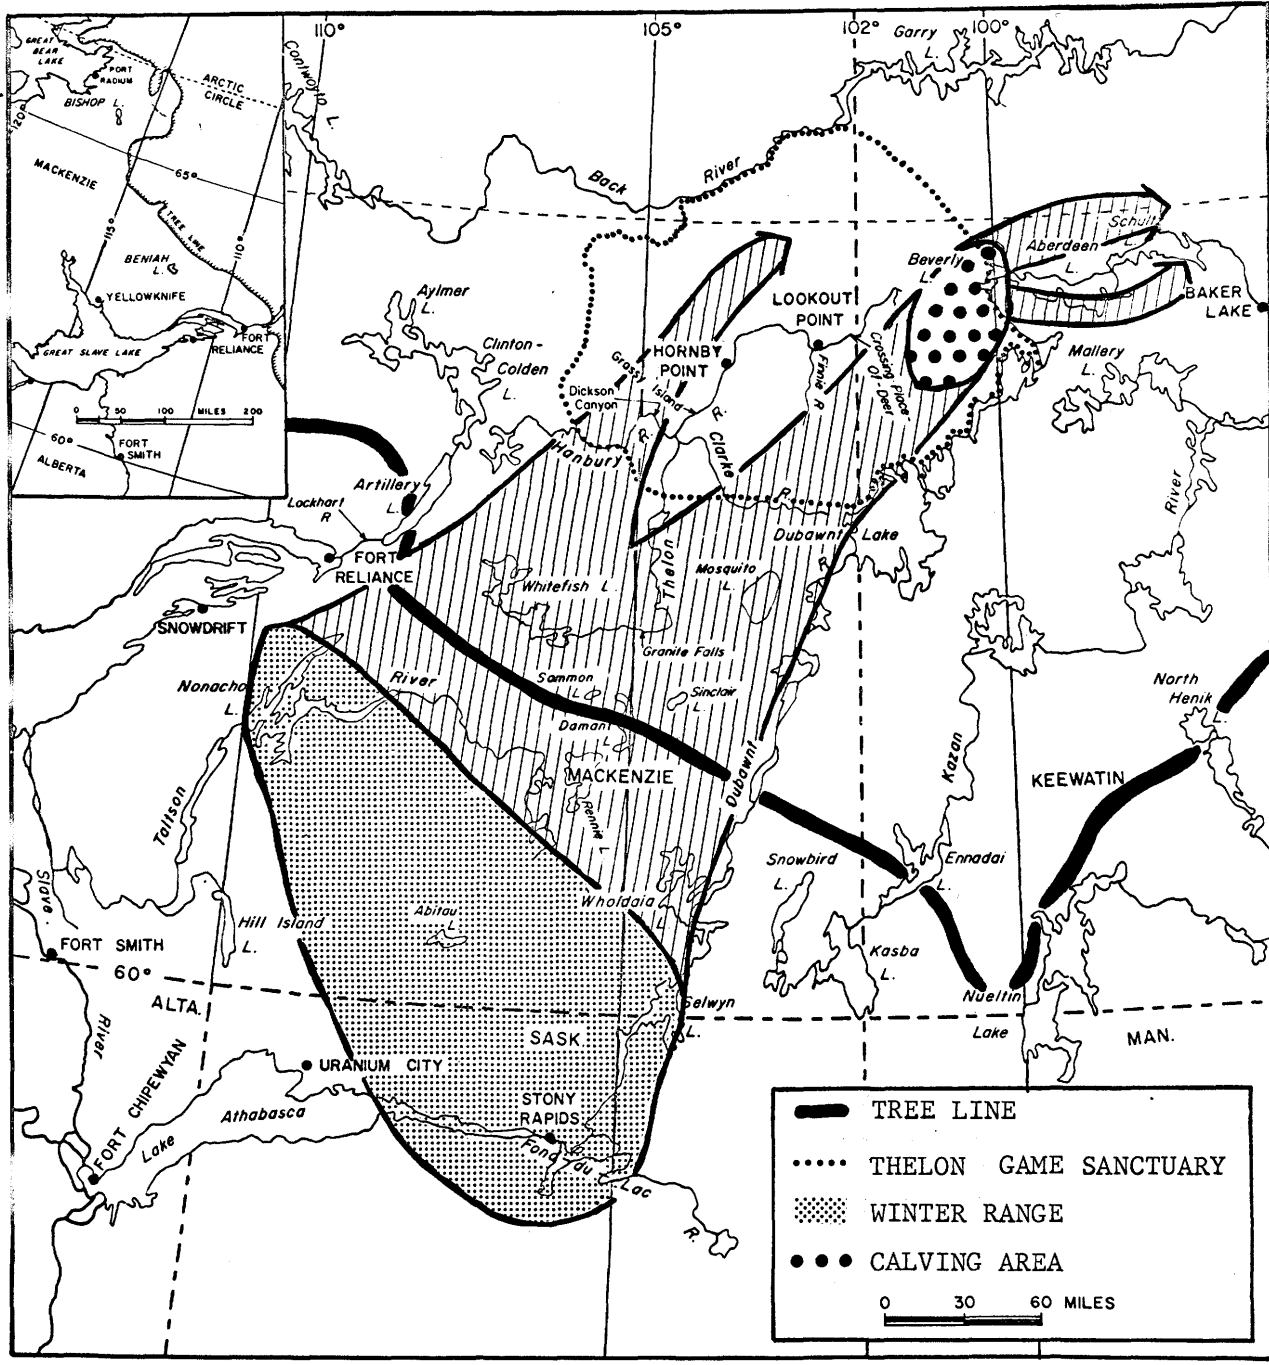 GREAT
BEAR
LAKE
PORT
RADIUM
BISHOP L.
ARCTIC
CIRCLE
120°
MACKENZIE
65°
TREE LINE
115°
110°
BENIAH
L.
YELLOWKNIFE
FORT
RELIANCE
GREAT SLAVE LAKE
0 50 100 MILES 200
60°
FORT
SMITH
ALBERTA
110°
105°
102°
100°
Contwoyto L.
Garry
L.
Back
River
Aylmer
L.
Clinton-
Colden
L.
LOOKOUT
POINT
HORNBY
POINT
Grassy Island
Dickson
Canyon
Finnie R
Crossing Place-
Of-Deer
Beverly
L.
Aberdeen
L.
Schultz
L.
BAKER
LAKE
Mallery
L.
Hanbury
R.
Clarke
R.
R.
Artillery
L.
Lockhart
R
FORT
RELIANCE
Dubawnt Lake
River
Thelon
Whitefish L.
Mosquito
L.
R
SNOWDRIFT
Granite Falls
Nonacho
L.
River
Sammon
L
Sinclair
L
Damant
L
North
Henik
L.
MACKENZIE
Dubawnt
Kazan
KEEWATIN
Rennie L
Taltson
Snowbird
L.
Ennadai
L.
Slave
Wholdaia
L
Hill Island
L.
Abitau
L
FORT SMITH
60°
Kasba
L.
ALTA.
Selwyn
L.
Nueltin
Lake
River
SASK.
MAN.
URANIUM CITY
FORT CHIPEWYAN
STONY
RAPIDS
Athabasca
Lake
Fond-du
Lac
R.
TREE LINE
THELON GAME SANCTUARY
WINTER RANGE
CALVING AREA
0 30 60 MILES